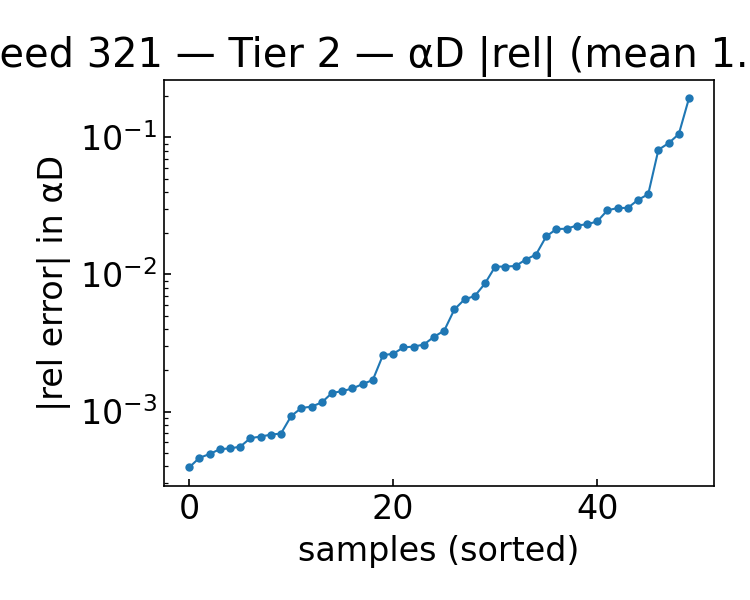 eed 321 — Tier 2 — αD |rel| (mean 1.
|rel error| in αD
10⁻¹
10⁻²
10⁻³
0 20 40
samples (sorted)